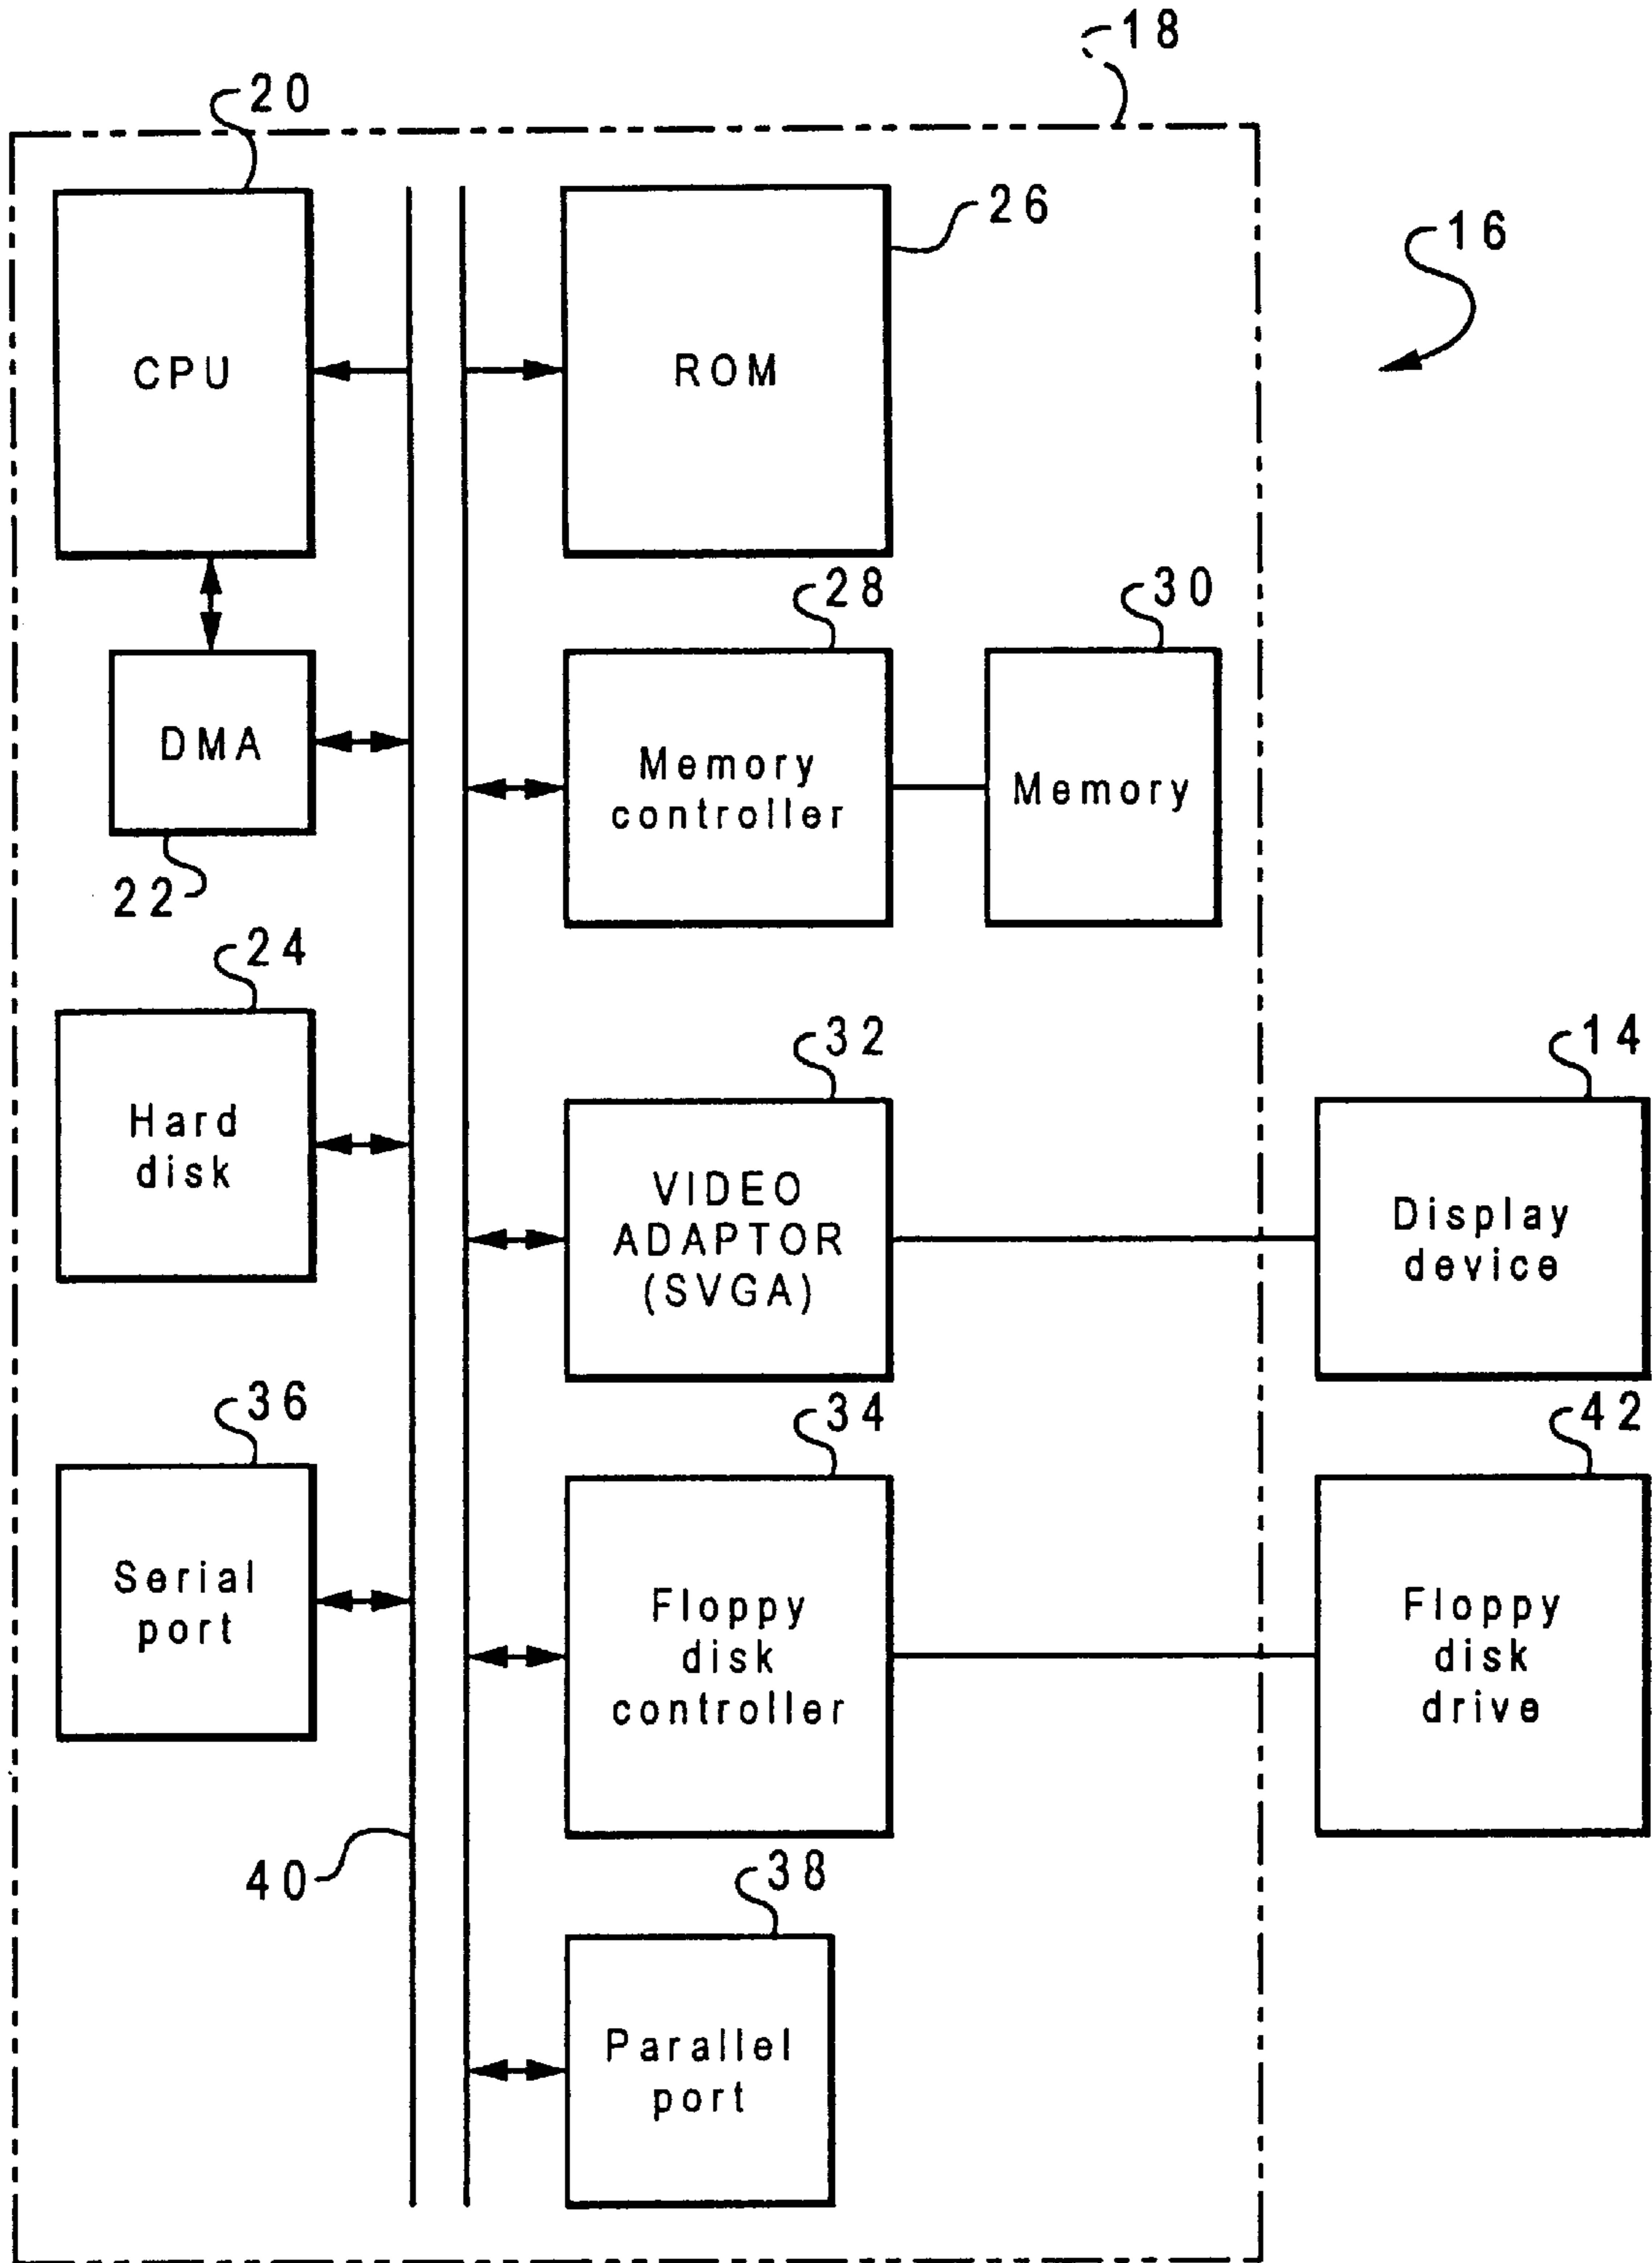 18
20
26
16
CPU
ROM
28
30
DMA
Memory
controller
Memory
22
24
32
14
Hard
disk
VIDEO
ADAPTOR
(SVGA)
Display
device
36
34
42
Serial
port
Floppy
disk
controller
Floppy
disk
drive
40
38
Parallel
port